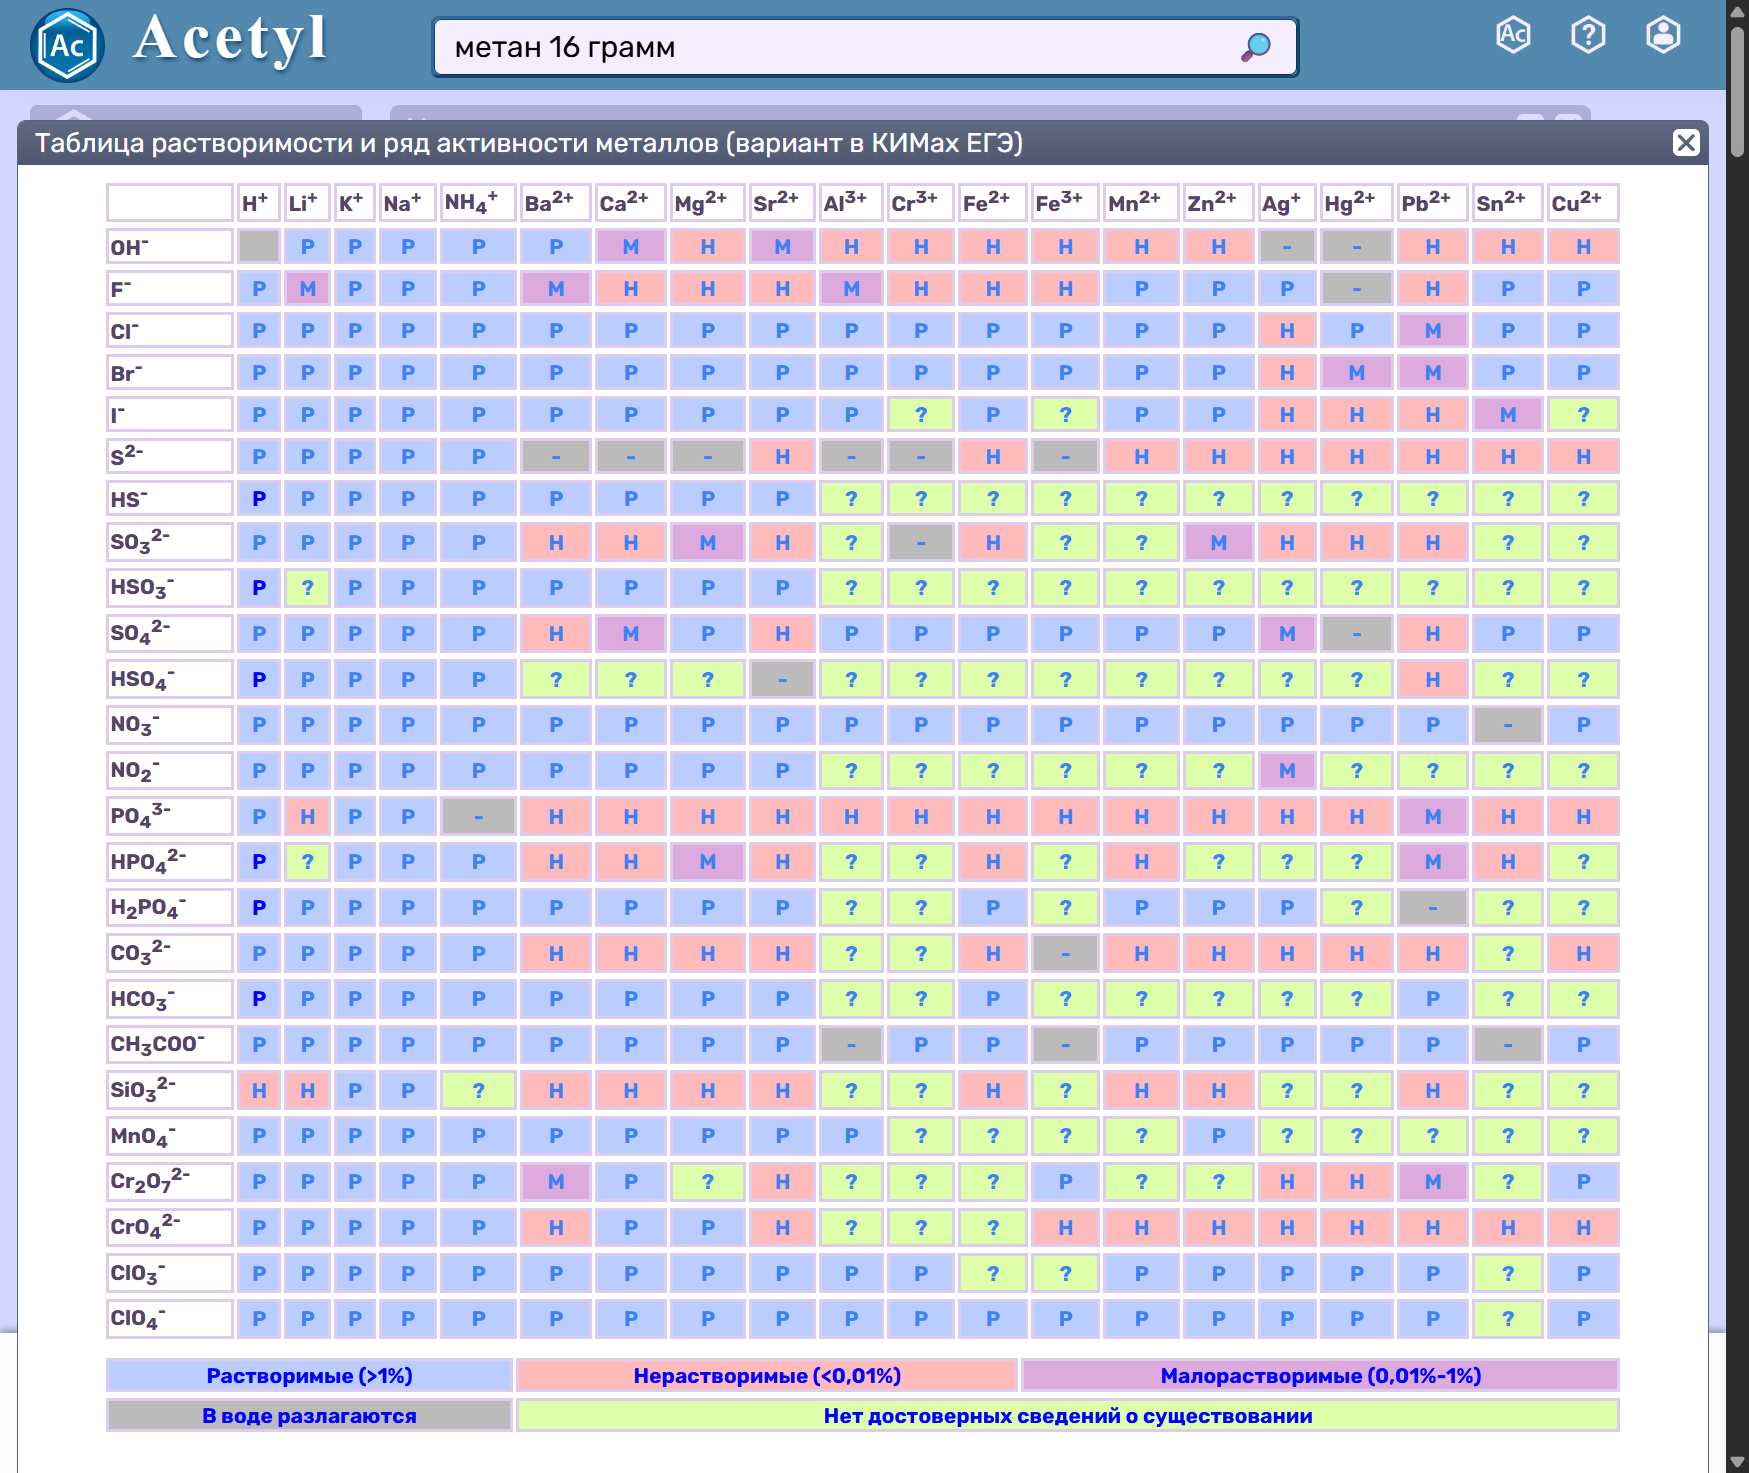 Ac Acetyl метан 16 грамм Ac ?
Таблица растворимости и ряд активности металлов (вариант в КИМах ЕГЭ)
H⁺ Li⁺ K⁺ Na⁺ NH₄⁺ Ba²⁺ Ca²⁺ Mg²⁺ Sr²⁺ Al³⁺ Cr³⁺ Fe²⁺ Fe³⁺ Mn²⁺ Zn²⁺ Ag⁺ Hg²⁺ Pb²⁺ Sn²⁺ Cu²⁺
OH⁻ Р Р Р Р Р М Н М Н Н Н Н Н Н - - Н Н Н
F⁻ Р М Р Р Р М Н Н Н М Н Н Н Р Р Р - Н Р Р
Cl⁻ Р Р Р Р Р Р Р Р Р Р Р Р Р Р Р Н Р М Р Р
Br⁻ Р Р Р Р Р Р Р Р Р Р Р Р Р Р Р Н М М Р Р
I⁻ Р Р Р Р Р Р Р Р Р Р ? Р ? Р Р Н Н Н М ?
S²⁻ Р Р Р Р Р - - - Н - - Н - Н Н Н Н Н Н Н
HS⁻ Р Р Р Р Р Р Р Р Р ? ? ? ? ? ? ? ? ? ? ?
SO₃²⁻ Р Р Р Р Р Н Н М Н ? - Н ? ? М Н Н Н ? ?
HSO₃⁻ Р ? Р Р Р Р Р Р Р ? ? ? ? ? ? ? ? ? ? ?
SO₄²⁻ Р Р Р Р Р Н М Р Н Р Р Р Р Р Р М - Н Р Р
HSO₄⁻ Р Р Р Р Р ? ? ? - ? ? ? ? ? ? ? ? Н ? ?
NO₃⁻ Р Р Р Р Р Р Р Р Р Р Р Р Р Р Р Р Р Р - Р
NO₂⁻ Р Р Р Р Р Р Р Р Р ? ? ? ? ? ? М ? ? ? ?
PO₄³⁻ Р Н Р Р - Н Н Н Н Н Н Н Н Н Н Н Н М Н Н
HPO₄²⁻ Р ? Р Р Р Н Н М Н ? ? Н ? Н ? ? ? М Н ?
H₂PO₄⁻ Р Р Р Р Р Р Р Р Р ? ? Р ? Р Р Р ? - ? ?
CO₃²⁻ Р Р Р Р Р Н Н Н Н ? ? Н - Н Н Н Н Н ? Н
HCO₃⁻ Р Р Р Р Р Р Р Р Р ? ? Р ? ? ? ? ? Р ? ?
CH₃COO⁻ Р Р Р Р Р Р Р Р Р - Р Р - Р Р Р Р Р - Р
SiO₃²⁻ Н Н Р Р ? Н Н Н Н ? ? Н ? Н Н ? ? Н ? ?
MnO₄⁻ Р Р Р Р Р Р Р Р Р Р ? ? ? ? Р ? ? ? ? ?
Cr₂O₇²⁻ Р Р Р Р Р М Р ? Н ? ? ? Р ? ? Н Н М ? Р
CrO₄²⁻ Р Р Р Р Р Н Р Р Н ? ? ? Н Н Н Н Н Н Н Н
ClO₃⁻ Р Р Р Р Р Р Р Р Р Р Р ? ? Р Р Р Р Р ? Р
ClO₄⁻ Р Р Р Р Р Р Р Р Р Р Р Р Р Р Р Р Р Р ? Р
Растворимые (>1%) Нерастворимые (<0,01%) Малорастворимые (0,01%-1%)
В воде разлагаются Нет достоверных сведений о существовании